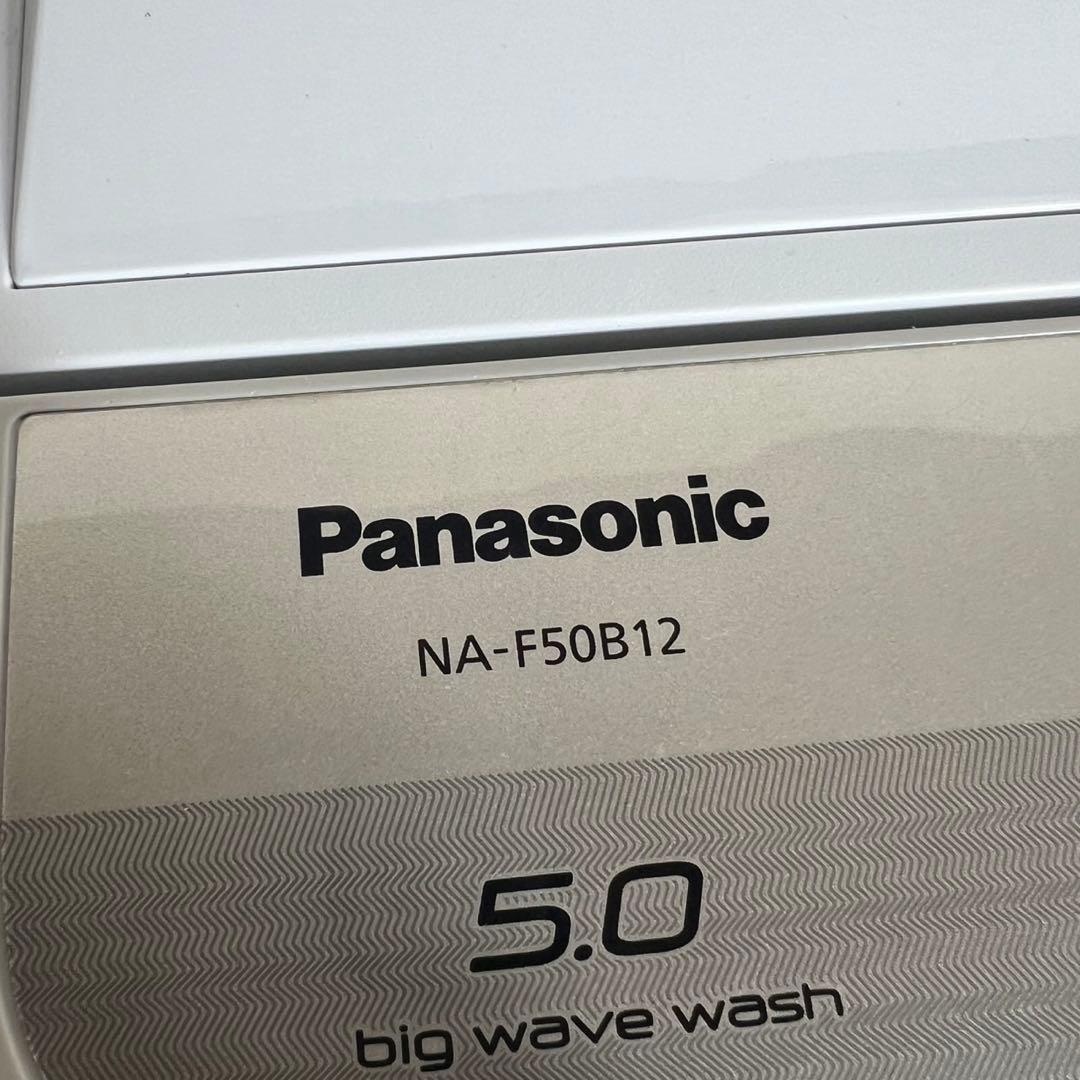 Panasonic
NA-F50B12
5.0
big wave wash